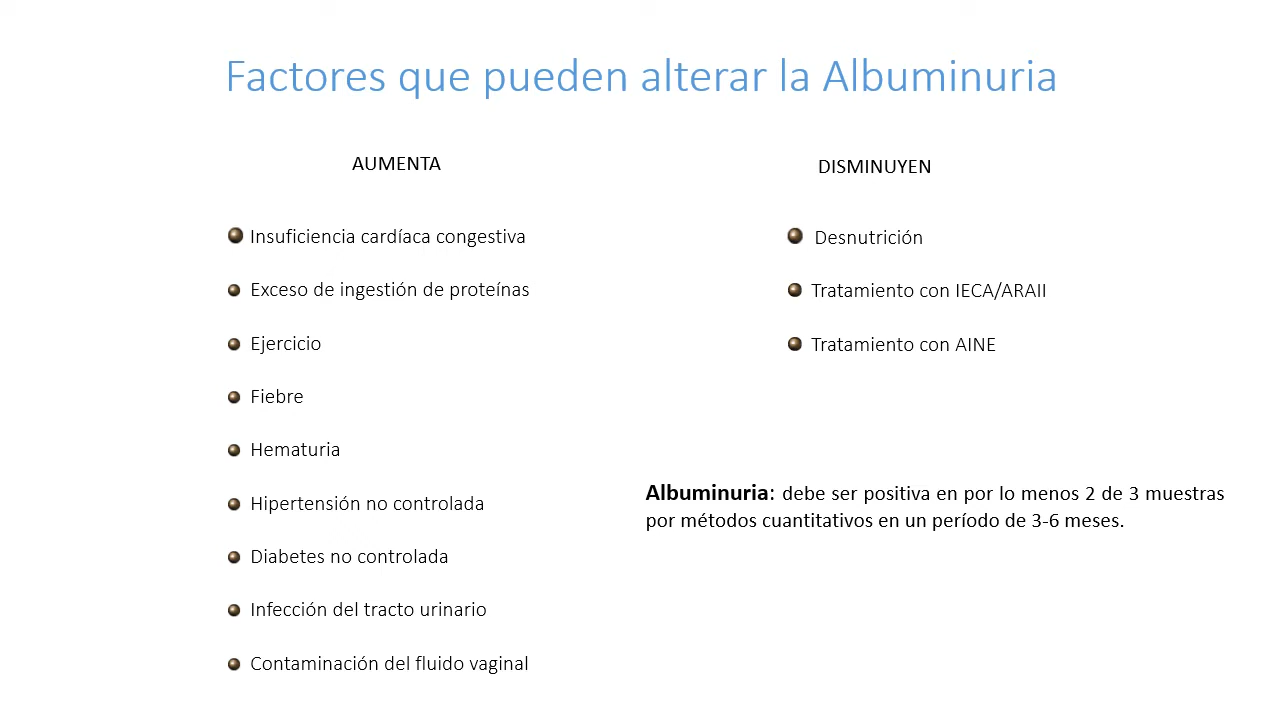 Factores que pueden alterar la Albuminuria
AUMENTA
Insuficiencia cardíaca congestiva
Exceso de ingestión de proteínas
Ejercicio
Fiebre
Hematuria
Hipertensión no controlada
Diabetes no controlada
Infección del tracto urinario
Contaminación del fluido vaginal
DISMINUYEN
Desnutrición
Tratamiento con IECA/ARAII
Tratamiento con AINE
Albuminuria: debe ser positiva en por lo menos 2 de 3 muestras
por métodos cuantitativos en un período de 3-6 meses.